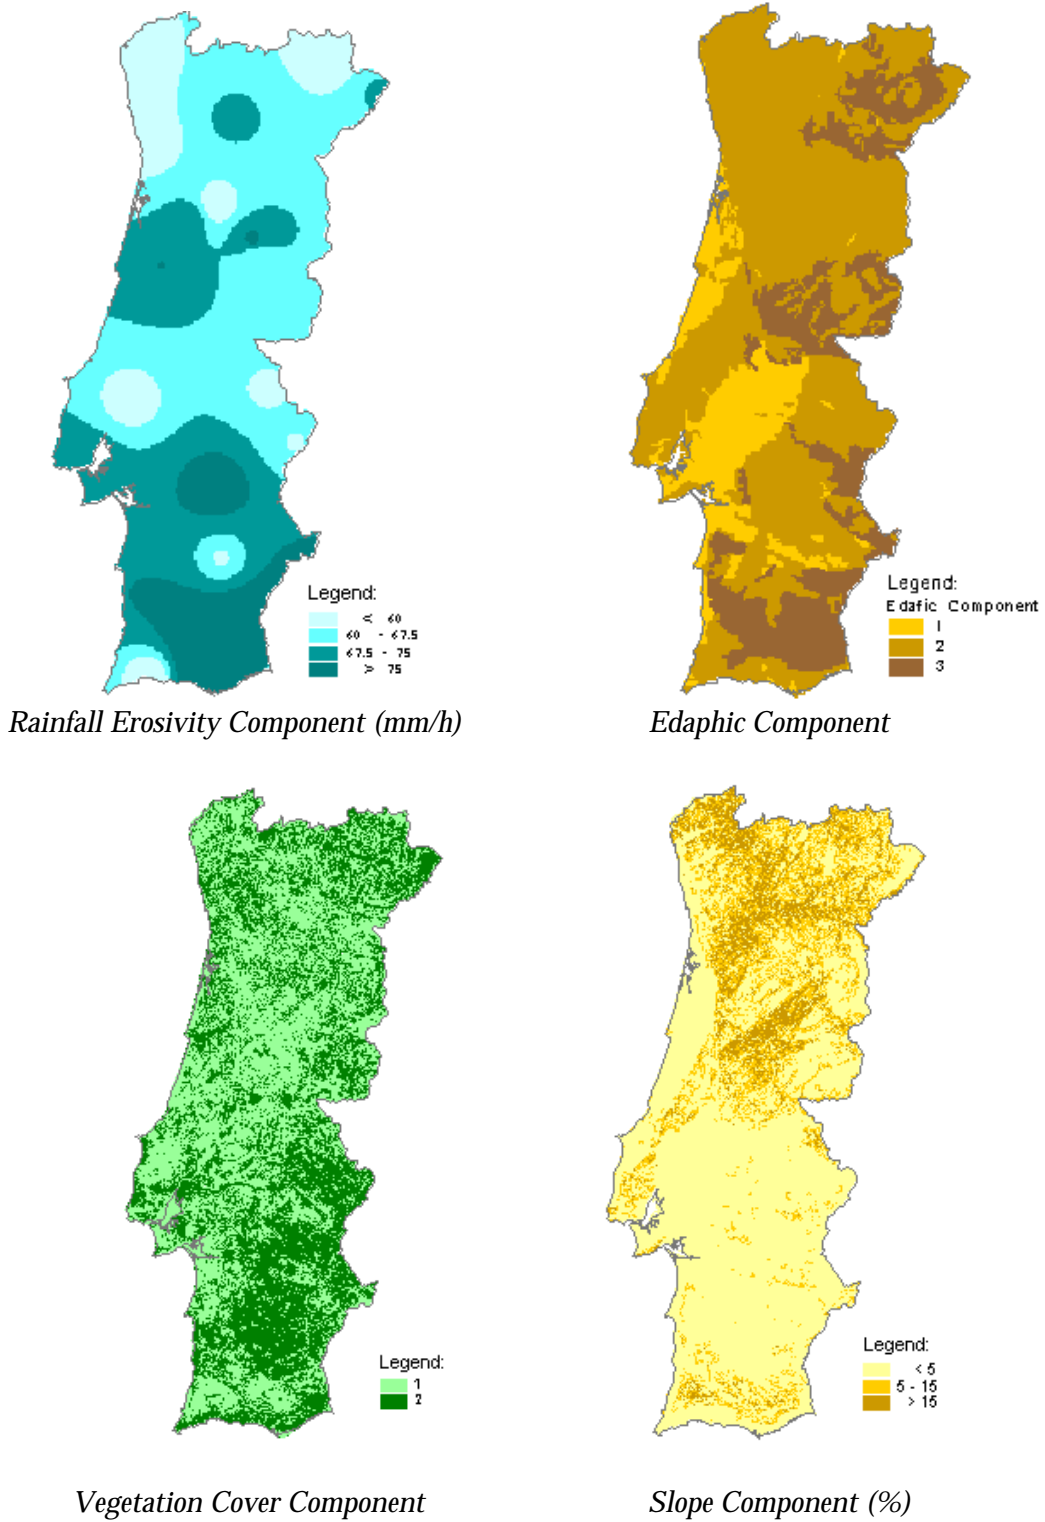 Legend:
< 60
60 - 67.5
67.5 - 75
> 75
Rainfall Erosivity Component (mm/h)
Legend:
Edafic Component
1
2
3
Edaphic Component
Legend:
1
2
Vegetation Cover Component
Legend:
< 5
5 - 15
> 15
Slope Component (%)